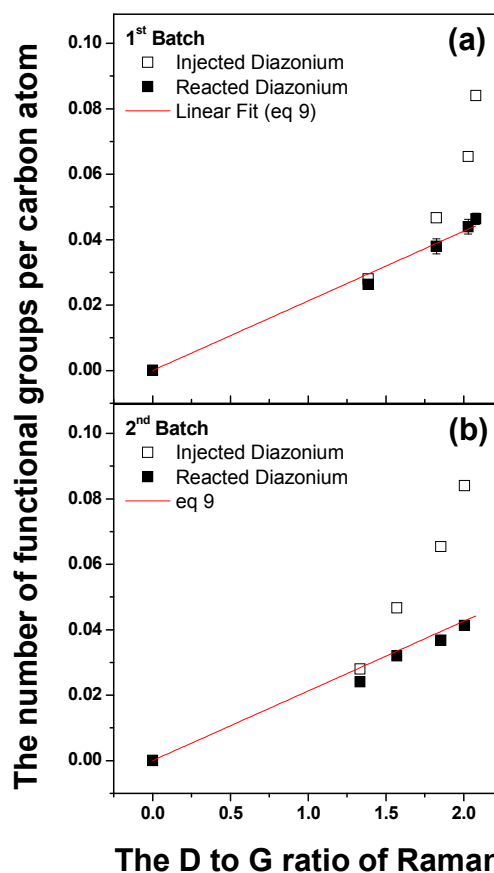 The number of functional groups per carbon atom
1st Batch
(a)
Injected Diazonium
Reacted Diazonium
Linear Fit (eq 9)
0.10
0.08
0.06
0.04
0.02
0.00
2nd Batch
(b)
Injected Diazonium
Reacted Diazonium
eq 9
0.10
0.08
0.06
0.04
0.02
0.00
0.0 0.5 1.0 1.5 2.0
The D to G ratio of Raman